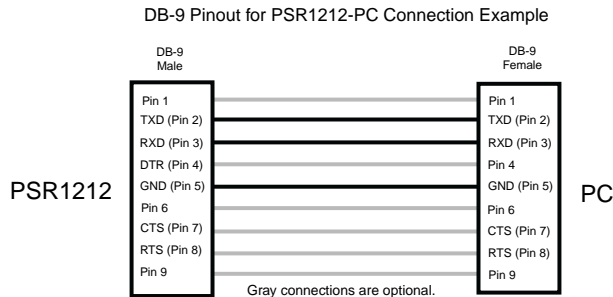 DB-9 Pinout for PSR1212-PC Connection Example
DB-9
Male
DB-9
Female
Pin 1
TXD (Pin 2)
RXD (Pin 3)
DTR (Pin 4)
GND (Pin 5)
Pin 6
CTS (Pin 7)
RTS (Pin 8)
Pin 9
PSR1212
Pin 1
TXD (Pin 2)
RXD (Pin 3)
Pin 4
GND (Pin 5)
Pin 6
CTS (Pin 7)
RTS (Pin 8)
Pin 9
PC
Gray connections are optional.